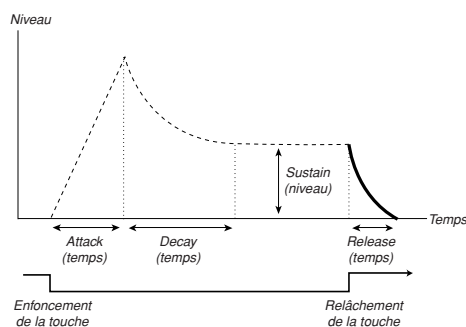 Niveau
Temps
Sustain
(niveau)
Attack
(temps)
Decay
(temps)
Release
(temps)
Enfoncement
de la touche
Relâchement
de la touche